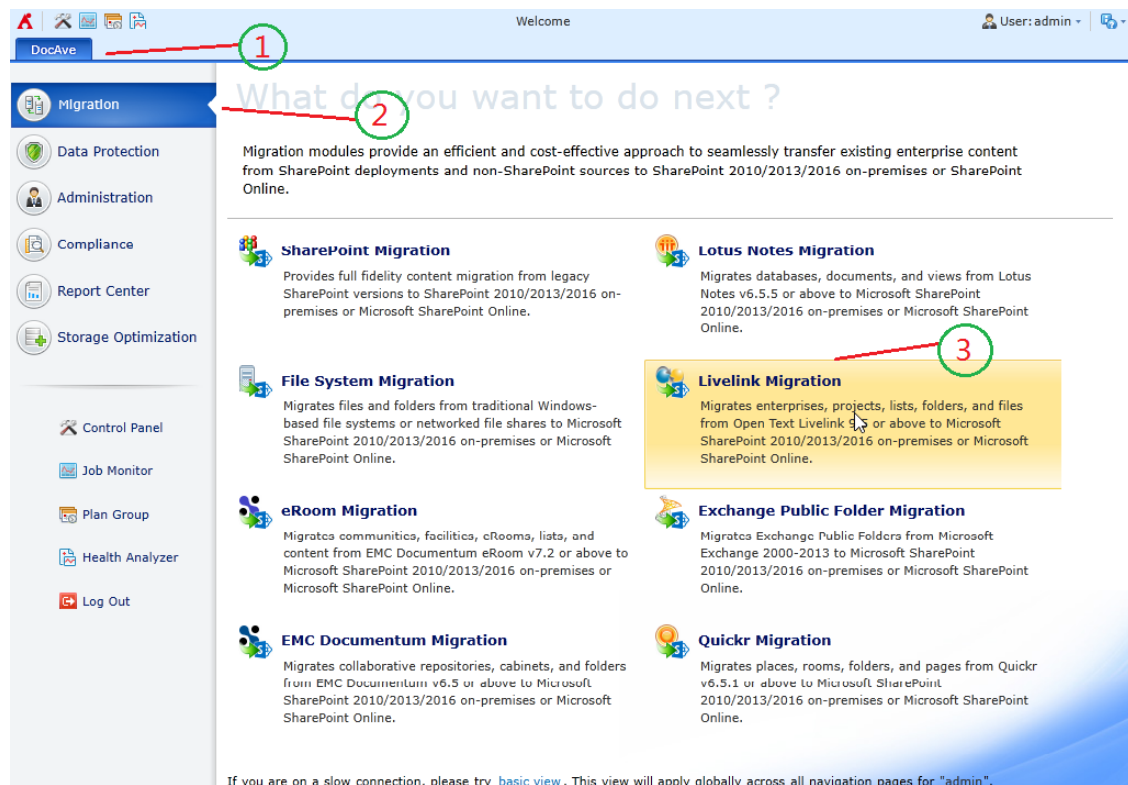 Welcome
User: admin
DocAve
1
Migration
2
Data Protection
Administration
Compliance
Report Center
Storage Optimization
Control Panel
Job Monitor
Plan Group
Health Analyzer
Log Out
What do you want to do next ?
Migration modules provide an efficient and cost-effective approach to seamlessly transfer existing enterprise content
from SharePoint deployments and non-SharePoint sources to SharePoint 2010/2013/2016 on-premises or SharePoint
Online.
SharePoint Migration
Provides full fidelity content migration from legacy
SharePoint versions to SharePoint 2010/2013/2016 on-
premises or Microsoft SharePoint Online.
Lotus Notes Migration
Migrates databases, documents, and views from Lotus
Notes v6.5.5 or above to Microsoft SharePoint
2010/2013/2016 on-premises or Microsoft SharePoint
Online.
3
File System Migration
Migrates files and folders from traditional Windows-
based file systems or networked file shares to Microsoft
SharePoint 2010/2013/2016 on-premises or Microsoft
SharePoint Online.
Livelink Migration
Migrates enterprises, projects, lists, folders, and files
from Open Text Livelink or above to Microsoft
SharePoint 2010/2013/2016 on-premises or Microsoft
SharePoint Online.
eRoom Migration
Migrates communities, facilities, eRooms, lists, and
content from EMC Documentum eRoom v7.2 or above to
Microsoft SharePoint 2010/2013/2016 on-premises or
Microsoft SharePoint Online.
Exchange Public Folder Migration
Migrates Exchange Public Folders from Microsoft
Exchange 2000-2013 to Microsoft SharePoint
2010/2013/2016 on-premises or Microsoft SharePoint
Online.
EMC Documentum Migration
Migrates collaborative repositories, cabinets, and folders
from EMC Documentum v6.5 or above to Microsoft
SharePoint 2010/2013/2016 on-premises or Microsoft
SharePoint Online.
Quickr Migration
Migrates places, rooms, folders, and pages from Quickr
v6.5.1 or above to Microsoft SharePoint
2010/2013/2016 on-premises or Microsoft SharePoint
Online.
If you are on a slow connection, please try basic view. This view will apply globally across all navigation pages for "admin".